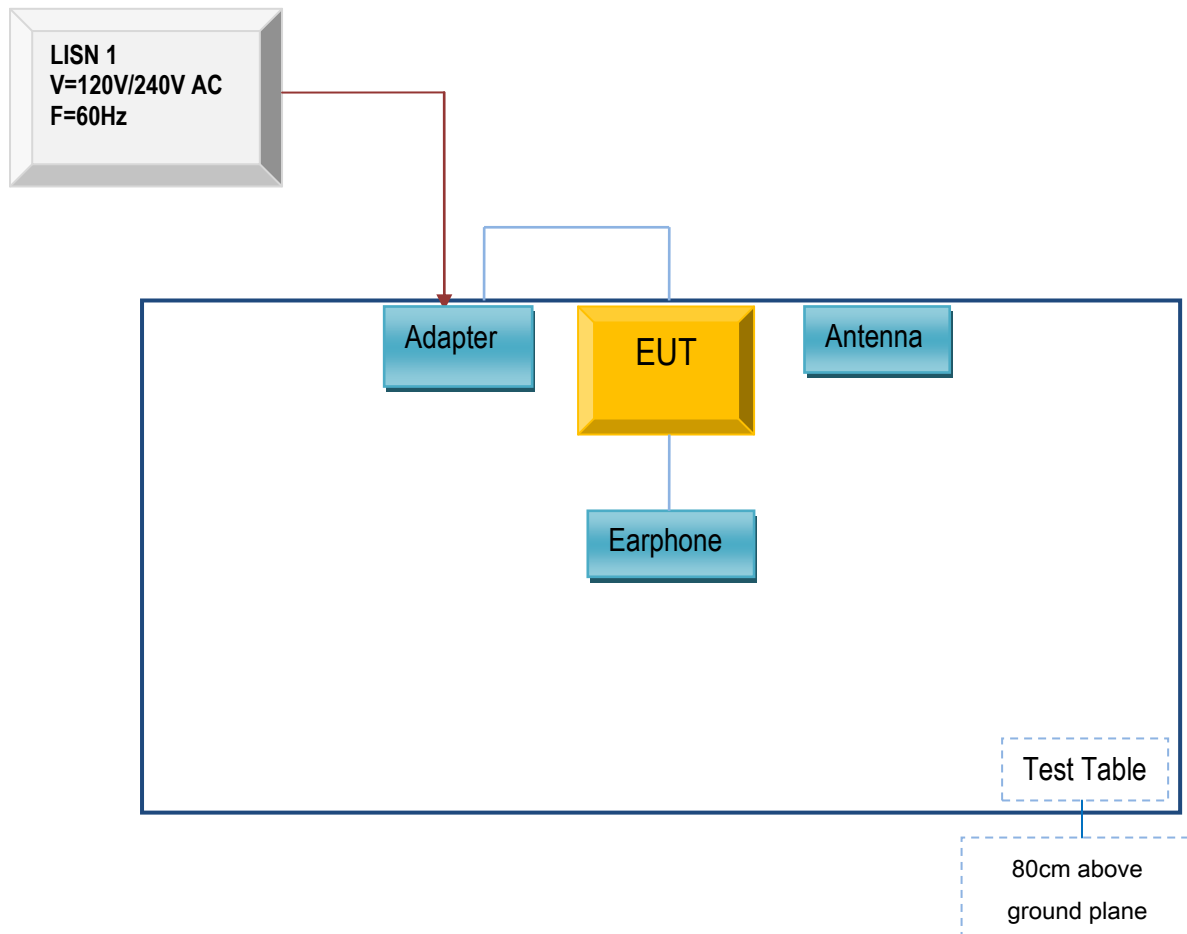 LISN 1
V=120V/240V AC
F=60Hz
Adapter
EUT
Antenna
Earphone
Test Table
80cm above
ground plane